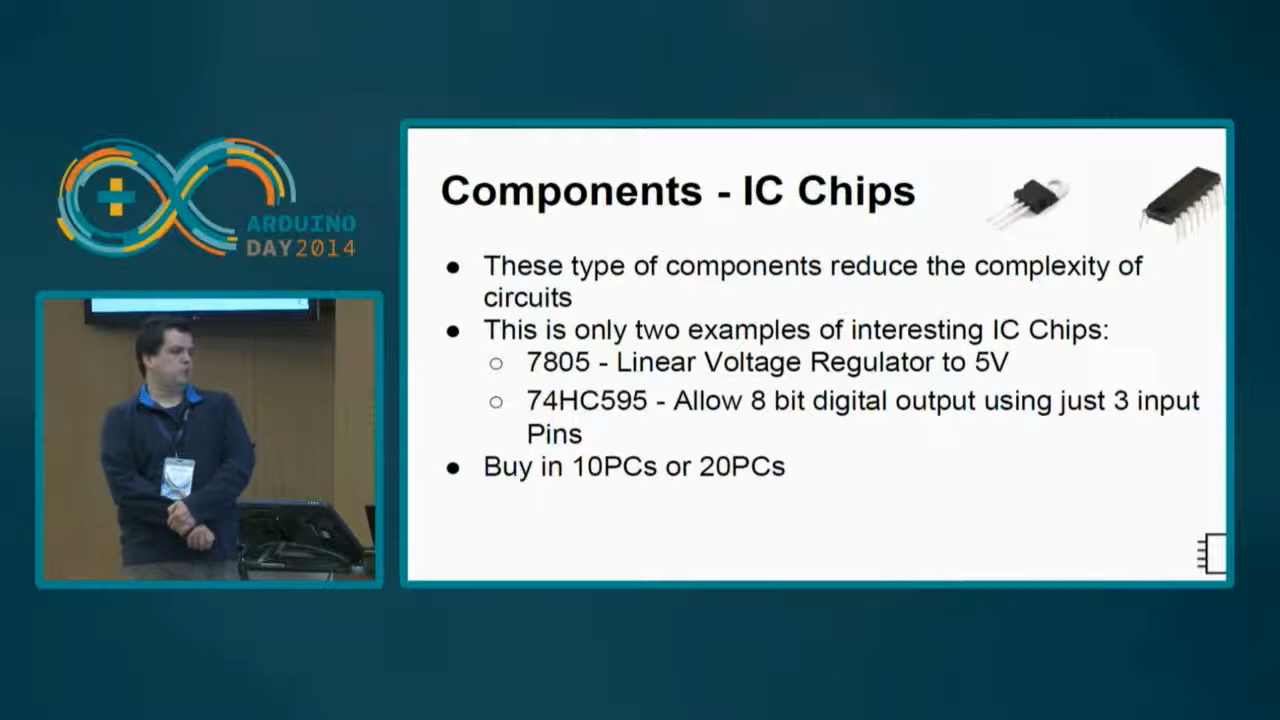 ARDUINO
DAY2014
Components - IC Chips
● These type of components reduce the complexity of
circuits
● This is only two examples of interesting IC Chips:
○ 7805 - Linear Voltage Regulator to 5V
○ 74HC595 - Allow 8 bit digital output using just 3 input
Pins
● Buy in 10PCs or 20PCs